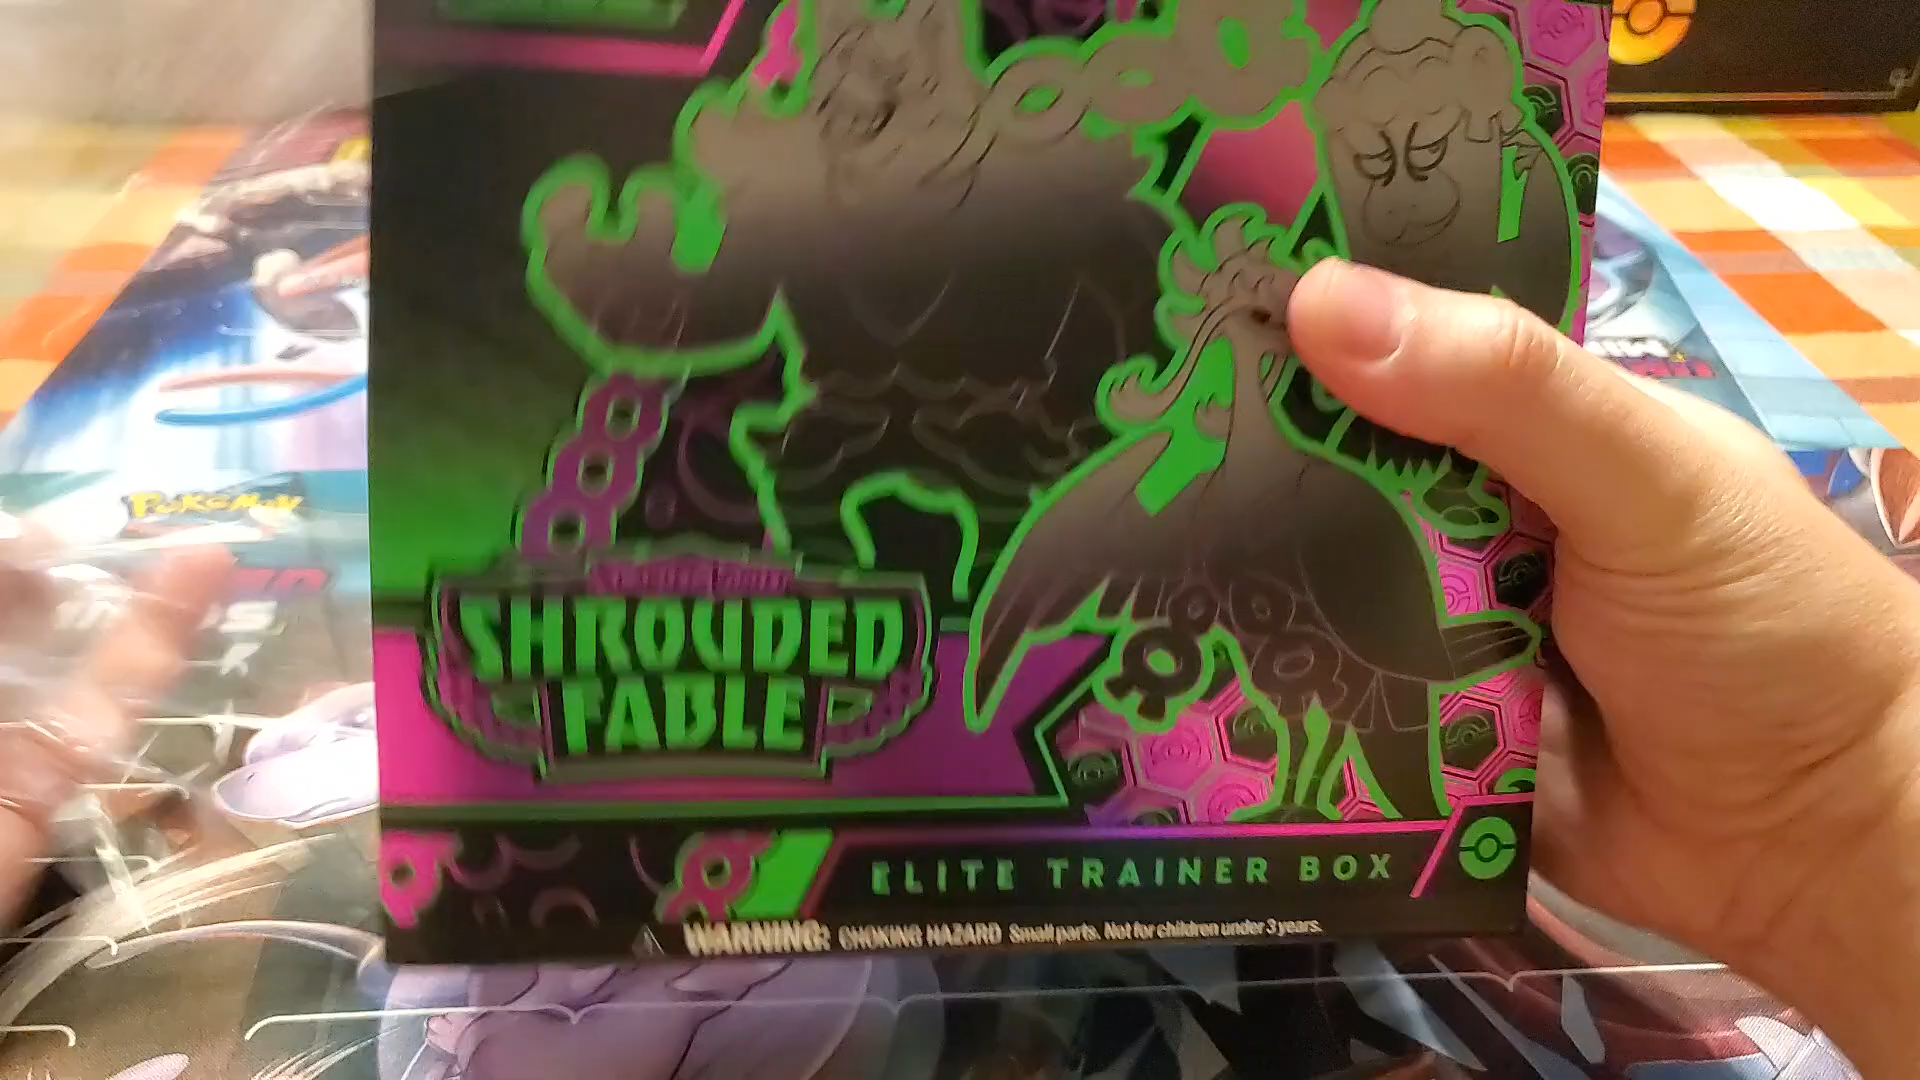 POKÉMON
SHROUDED
FABLE
ELITE TRAINER BOX
WARNING: CHOKING HAZARD Small parts. Not for children under 3 years.